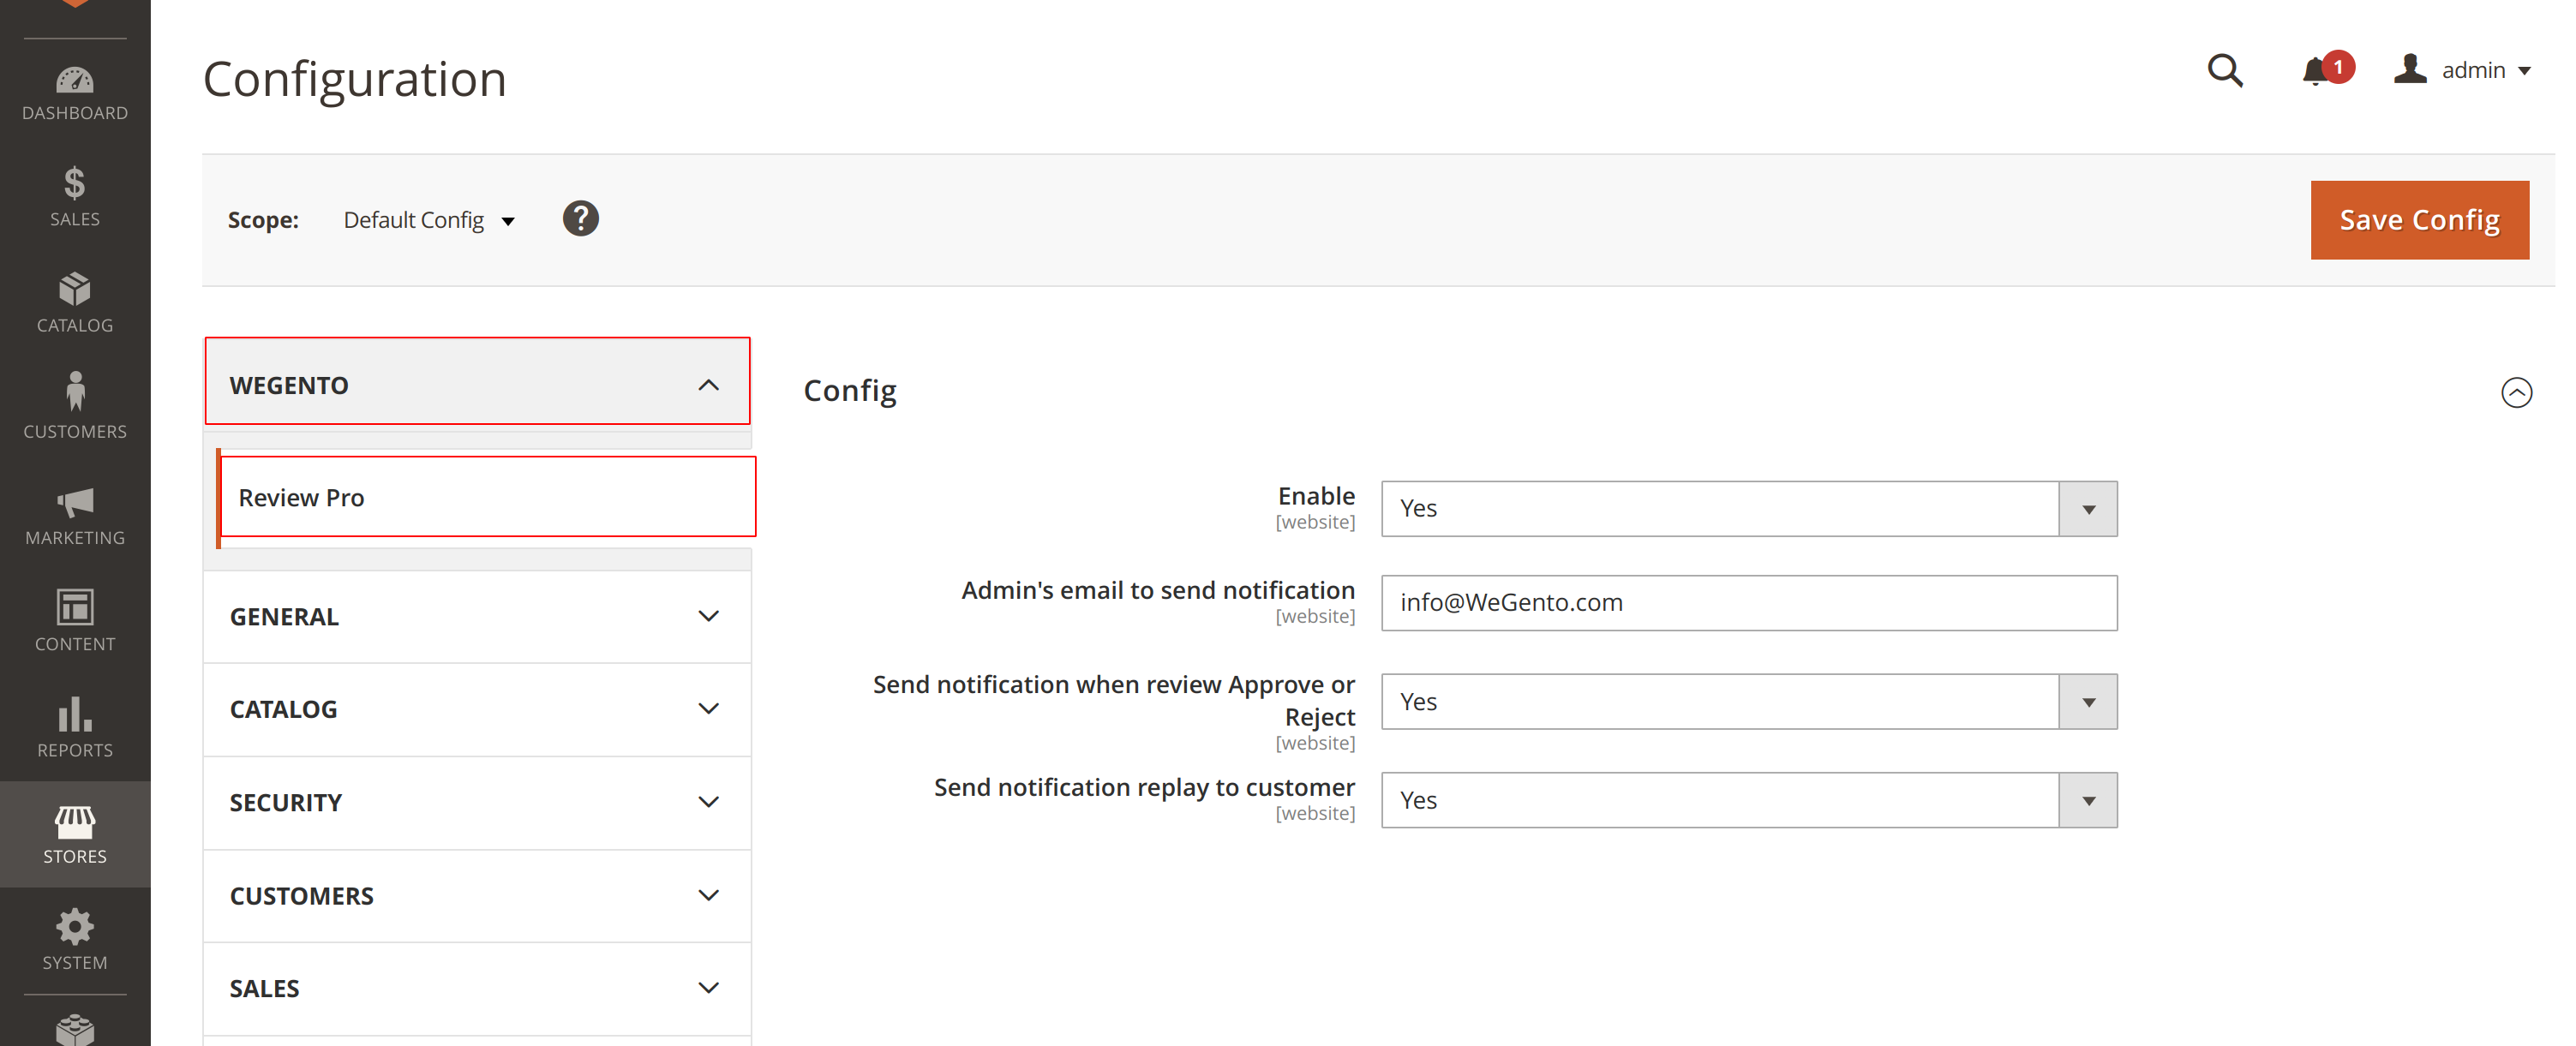 Configuration
1
admin
DASHBOARD
SALES
CATALOG
CUSTOMERS
MARKETING
CONTENT
REPORTS
STORES
SYSTEM
Scope:
Default Config
?
Save Config
WEGENTO
Review Pro
GENERAL
CATALOG
SECURITY
CUSTOMERS
SALES
Config
Enable
[website]
Yes
Admin's email to send notification
[website]
info@WeGento.com
Send notification when review Approve or
Reject
[website]
Yes
Send notification replay to customer
[website]
Yes